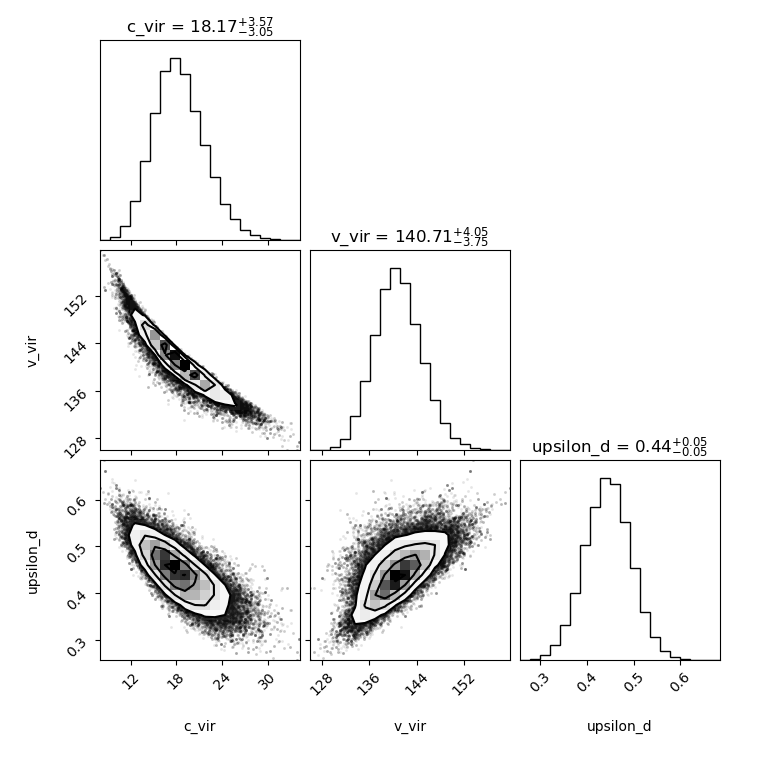 c_vir = 18.17+3.57−3.05
v_vir = 140.71+4.05−3.75
152
144
136
128
v_vir
upsilon_d = 0.44+0.05−0.05
0.6
0.5
0.4
0.3
upsilon_d
12 18 24 30
128 136 144 152
0.3 0.4 0.5 0.6
c_vir v_vir upsilon_d